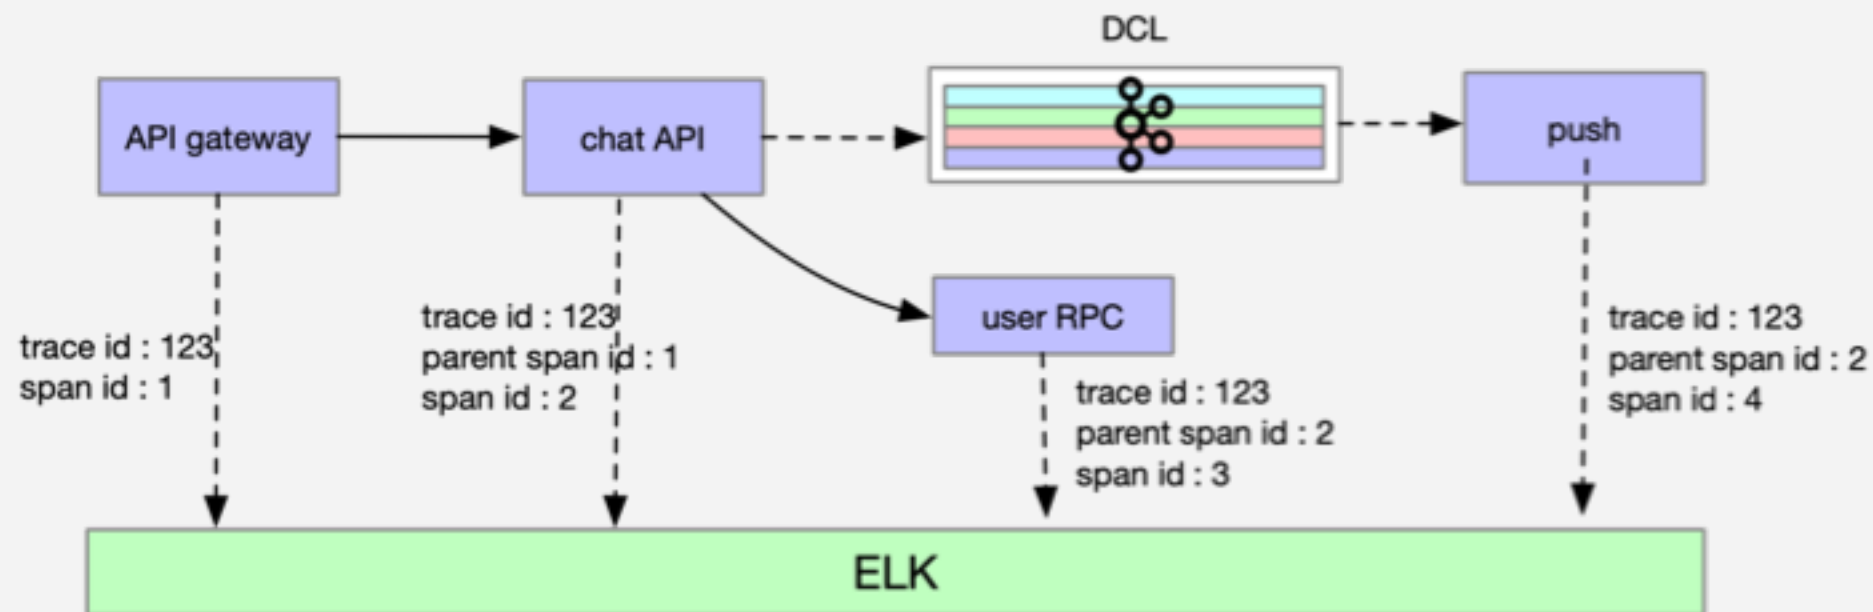 DCL
API gateway
chat API
push
user RPC
trace id : 123
span id : 1
trace id : 123
parent span id : 1
span id : 2
trace id : 123
parent span id : 2
span id : 3
trace id : 123
parent span id : 2
span id : 4
ELK